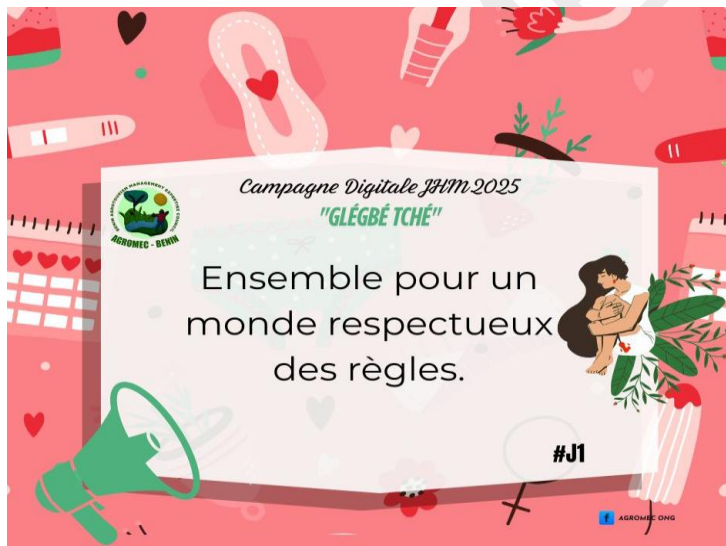 Campagne Digitale JHM 2025
"GLÉGBÉ TCHÉ"
AGROMEC - BENIN
Ensemble pour un
monde respectueux
des règles.
#J1
AGROMEC ONG